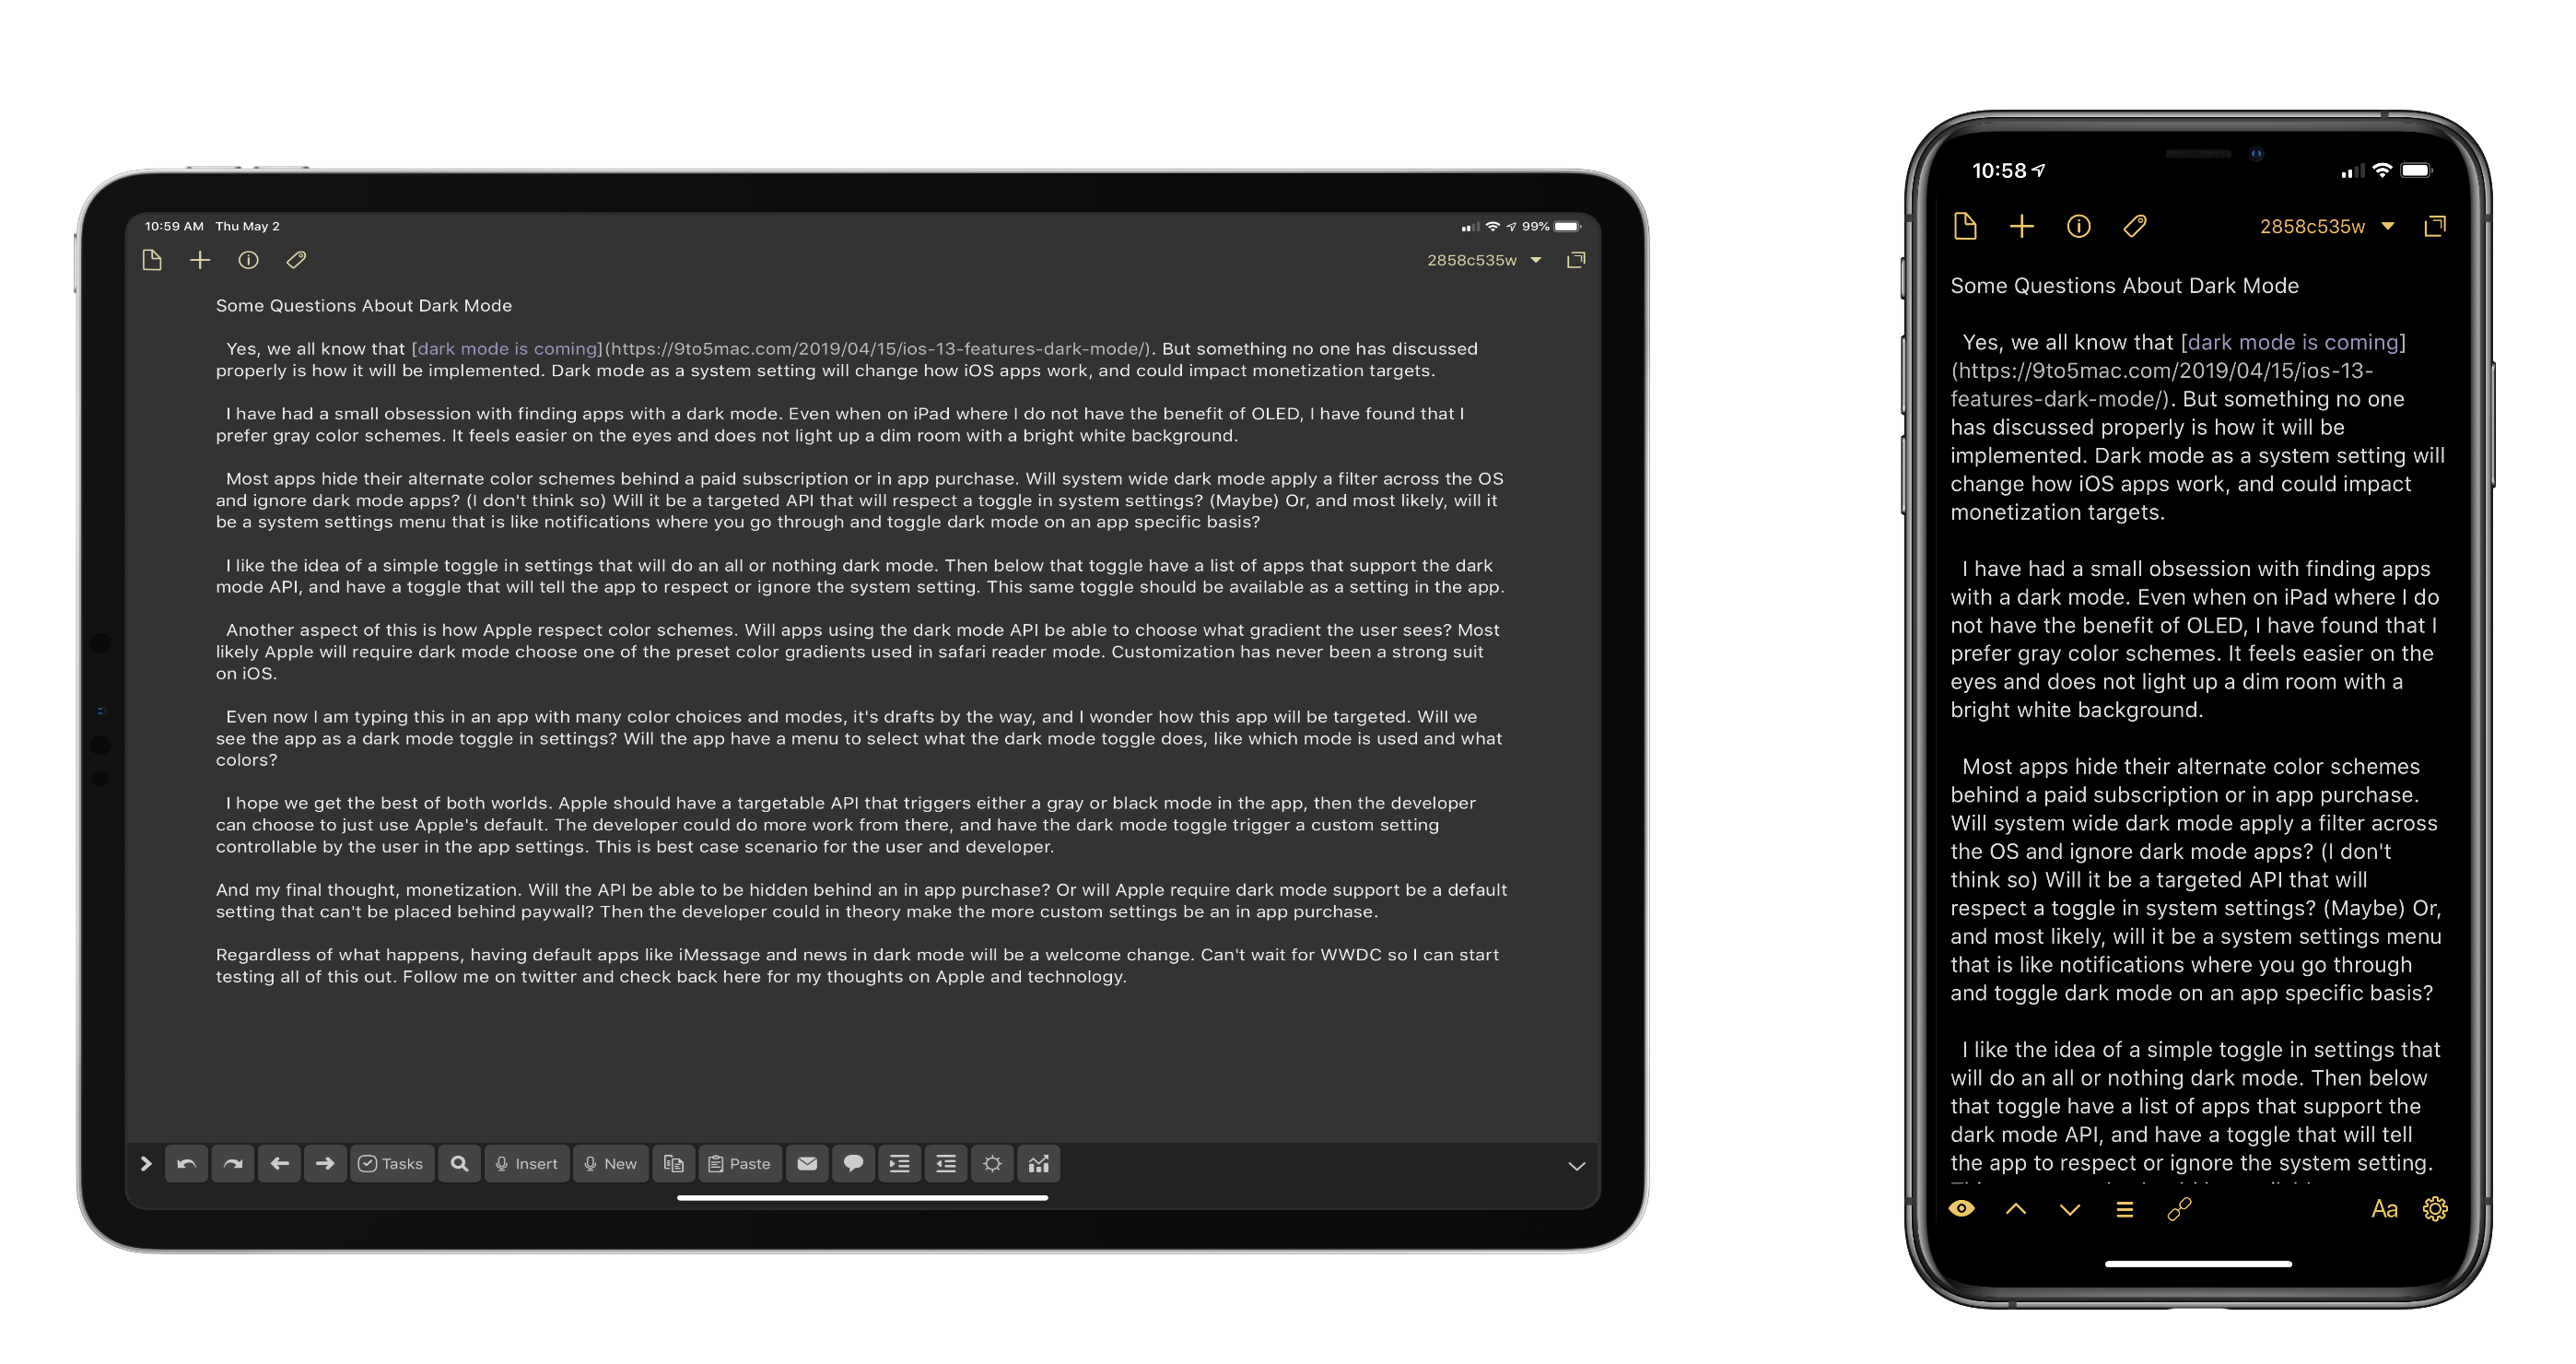 10:59 AM Thu May 2
99%
2858c535w
Some Questions About Dark Mode
Yes, we all know that [dark mode is coming](https://9to5mac.com/2019/04/15/ios-13-features-dark-mode/). But something no one has discussed
properly is how it will be implemented. Dark mode as a system setting will change how iOS apps work, and could impact monetization targets.
I have had a small obsession with finding apps with a dark mode. Even when on iPad where I do not have the benefit of OLED, I have found that I
prefer gray color schemes. It feels easier on the eyes and does not light up a dim room with a bright white background.
Most apps hide their alternate color schemes behind a paid subscription or in app purchase. Will system wide dark mode apply a filter across the OS
and ignore dark mode apps? (I don't think so) Will it be a targeted API that will respect a toggle in system settings? (Maybe) Or, and most likely, will it
be a system settings menu that is like notifications where you go through and toggle dark mode on an app specific basis?
I like the idea of a simple toggle in settings that will do an all or nothing dark mode. Then below that toggle have a list of apps that support the dark
mode API, and have a toggle that will tell the app to respect or ignore the system setting. This same toggle should be available as a setting in the app.
Another aspect of this is how Apple respect color schemes. Will apps using the dark mode API be able to choose what gradient the user sees? Most
likely Apple will require dark mode choose one of the preset color gradients used in safari reader mode. Customization has never been a strong suit
on iOS.
Even now I am typing this in an app with many color choices and modes, it's drafts by the way, and I wonder how this app will be targeted. Will we
see the app as a dark mode toggle in settings? Will the app have a menu to select what the dark mode toggle does, like which mode is used and what
colors?
I hope we get the best of both worlds. Apple should have a targetable API that triggers either a gray or black mode in the app, then the developer
can choose to just use Apple's default. The developer could do more work from there, and have the dark mode toggle trigger a custom setting
controllable by the user in the app settings. This is best case scenario for the user and developer.
And my final thought, monetization. Will the API be able to be hidden behind an in app purchase? Or will Apple require dark mode support be a default
setting that can't be placed behind paywall? Then the developer could in theory make the more custom settings be an in app purchase.
Regardless of what happens, having default apps like iMessage and news in dark mode will be a welcome change. Can't wait for WWDC so I can start
testing all of this out. Follow me on twitter and check back here for my thoughts on Apple and technology.
Tasks Insert New Paste
10:58
2858c535w
Some Questions About Dark Mode
Yes, we all know that [dark mode is coming]
(https://9to5mac.com/2019/04/15/ios-13-
features-dark-mode/). But something no one
has discussed properly is how it will be
implemented. Dark mode as a system setting will
change how iOS apps work, and could impact
monetization targets.
I have had a small obsession with finding apps
with a dark mode. Even when on iPad where I do
not have the benefit of OLED, I have found that I
prefer gray color schemes. It feels easier on the
eyes and does not light up a dim room with a
bright white background.
Most apps hide their alternate color schemes
behind a paid subscription or in app purchase.
Will system wide dark mode apply a filter across
the OS and ignore dark mode apps? (I don't
think so) Will it be a targeted API that will
respect a toggle in system settings? (Maybe) Or,
and most likely, will it be a system settings menu
that is like notifications where you go through
and toggle dark mode on an app specific basis?
I like the idea of a simple toggle in settings that
will do an all or nothing dark mode. Then below
that toggle have a list of apps that support the
dark mode API, and have a toggle that will tell
the app to respect or ignore the system setting.
Aa